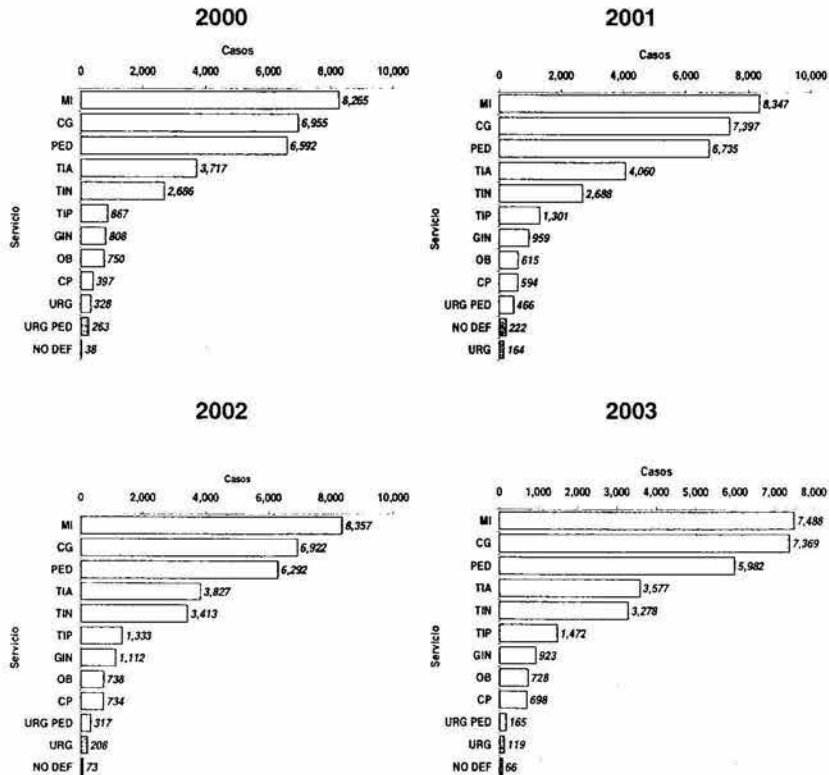 2000
Casos
0 2,000 4,000 6,000 8,000 10,000
Servicio
MI 8,265
CG 6,955
PED 6,992
TIA 3,717
TIN 2,686
TIP 867
GIN 808
OB 750
CP 397
URG 328
URG PED 263
NO DEF 38
2001
Casos
0 2,000 4,000 6,000 8,000 10,000
Servicio
MI 8,347
CG 7,397
PED 6,735
TIA 4,060
TIN 2,688
TIP 1,301
GIN 959
OB 615
CP 594
URG PED 466
NO DEF 222
URG 164
2002
Casos
0 2,000 4,000 6,000 8,000 10,000
Servicio
MI 8,357
CG 6,922
PED 6,292
TIA 3,827
TIN 3,413
TIP 1,333
GIN 1,112
OB 738
CP 734
URG PED 317
URG 208
NO DEF 73
2003
Casos
0 1,000 2,000 3,000 4,000 5,000 6,000 7,000 8,000
Servicio
MI 7,488
CG 7,369
PED 5,982
TIA 3,577
TIN 3,278
TIP 1,472
GIN 923
OB 728
CP 698
URG PED 165
URG 119
NO DEF 66